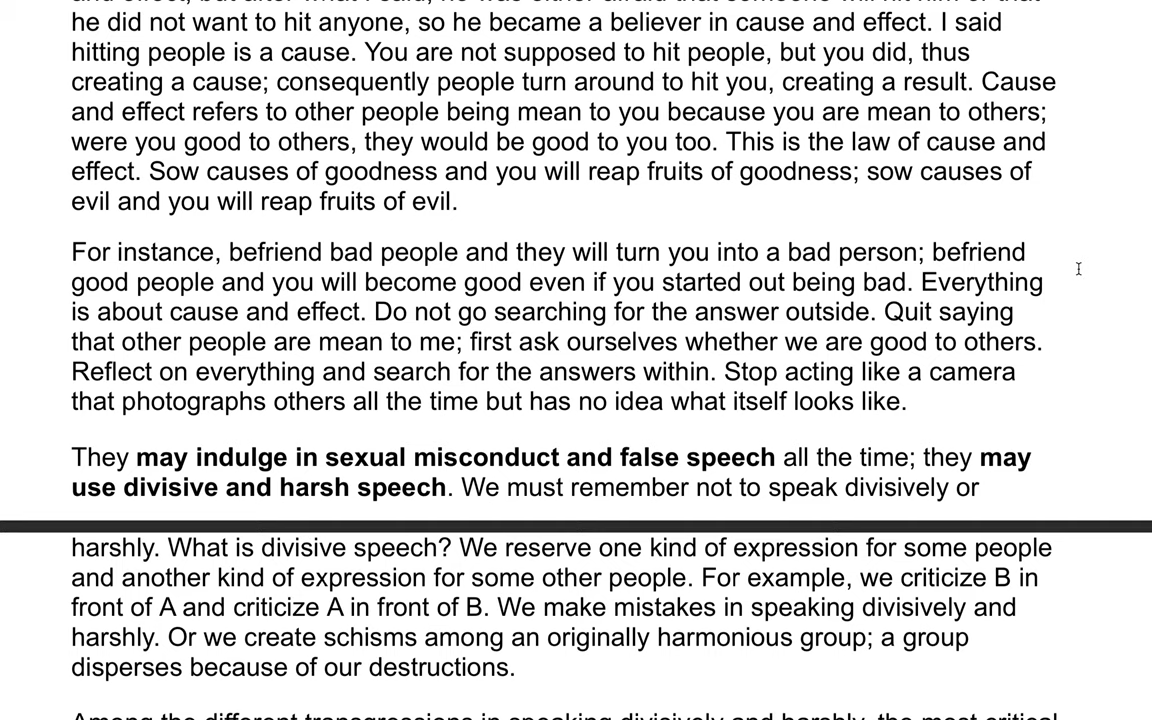 he did not want to hit anyone, so he became a believer in cause and effect. I said
hitting people is a cause. You are not supposed to hit people, but you did, thus
creating a cause; consequently people turn around to hit you, creating a result. Cause
and effect refers to other people being mean to you because you are mean to others;
were you good to others, they would be good to you too. This is the law of cause and
effect. Sow causes of goodness and you will reap fruits of goodness; sow causes of
evil and you will reap fruits of evil.
For instance, befriend bad people and they will turn you into a bad person; befriend
good people and you will become good even if you started out being bad. Everything
is about cause and effect. Do not go searching for the answer outside. Quit saying
that other people are mean to me; first ask ourselves whether we are good to others.
Reflect on everything and search for the answers within. Stop acting like a camera
that photographs others all the time but has no idea what itself looks like.
They may indulge in sexual misconduct and false speech all the time; they may
use divisive and harsh speech. We must remember not to speak divisively or
harshly. What is divisive speech? We reserve one kind of expression for some people
and another kind of expression for some other people. For example, we criticize B in
front of A and criticize A in front of B. We make mistakes in speaking divisively and
harshly. Or we create schisms among an originally harmonious group; a group
disperses because of our destructions.
Among the different transgressions in speaking divisively and harshly, the most critical